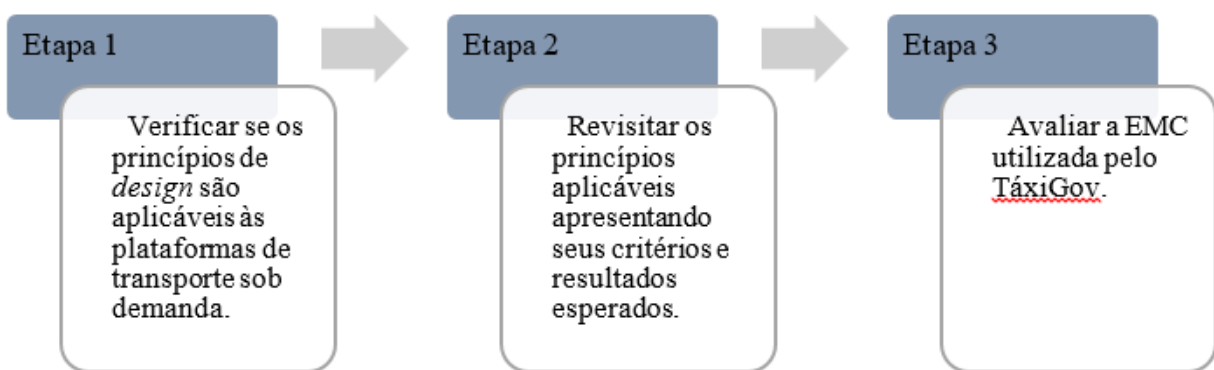 Etapa 1
Verificar se os
princípios de
design são
aplicáveis às
plataformas de
transporte sob
demanda.
Etapa 2
Revisitar os
princípios
aplicáveis
apresentando
seus critérios e
resultados
esperados.
Etapa 3
Avaliar a EMC
utilizada pelo
TáxiGov.